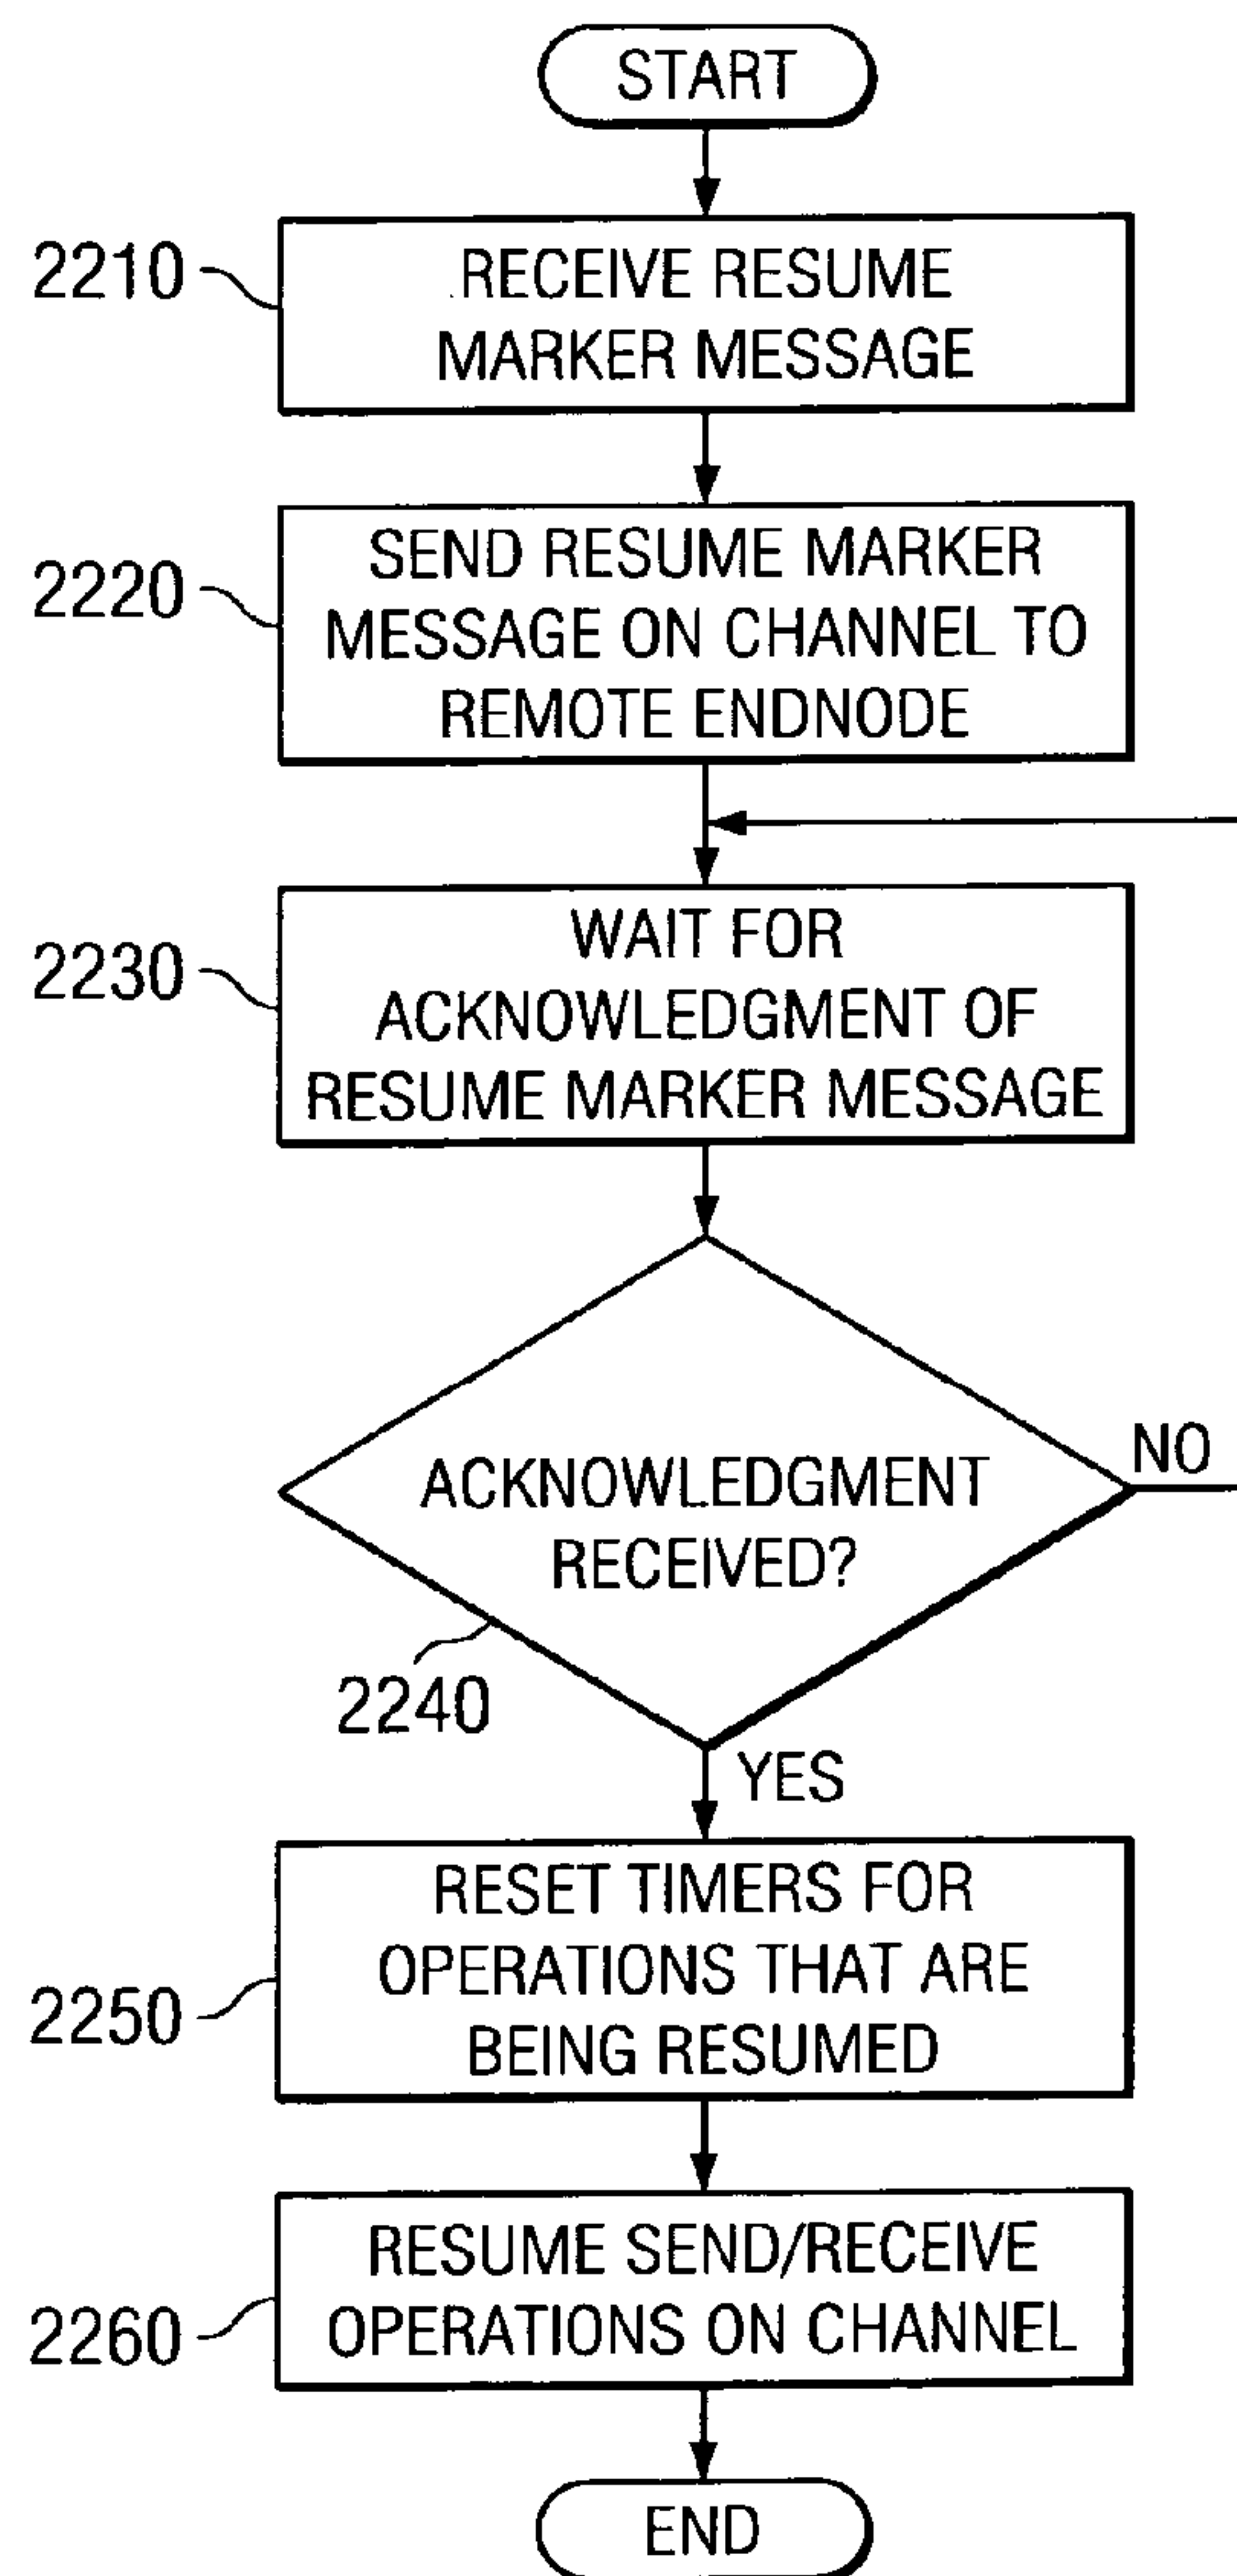 START
2210
RECEIVE RESUME
MARKER MESSAGE
2220
SEND RESUME MARKER
MESSAGE ON CHANNEL TO
REMOTE ENDNODE
2230
WAIT FOR
ACKNOWLEDGMENT OF
RESUME MARKER MESSAGE
ACKNOWLEDGMENT
RECEIVED?
NO
2240
YES
2250
RESET TIMERS FOR
OPERATIONS THAT ARE
BEING RESUMED
2260
RESUME SEND/RECEIVE
OPERATIONS ON CHANNEL
END